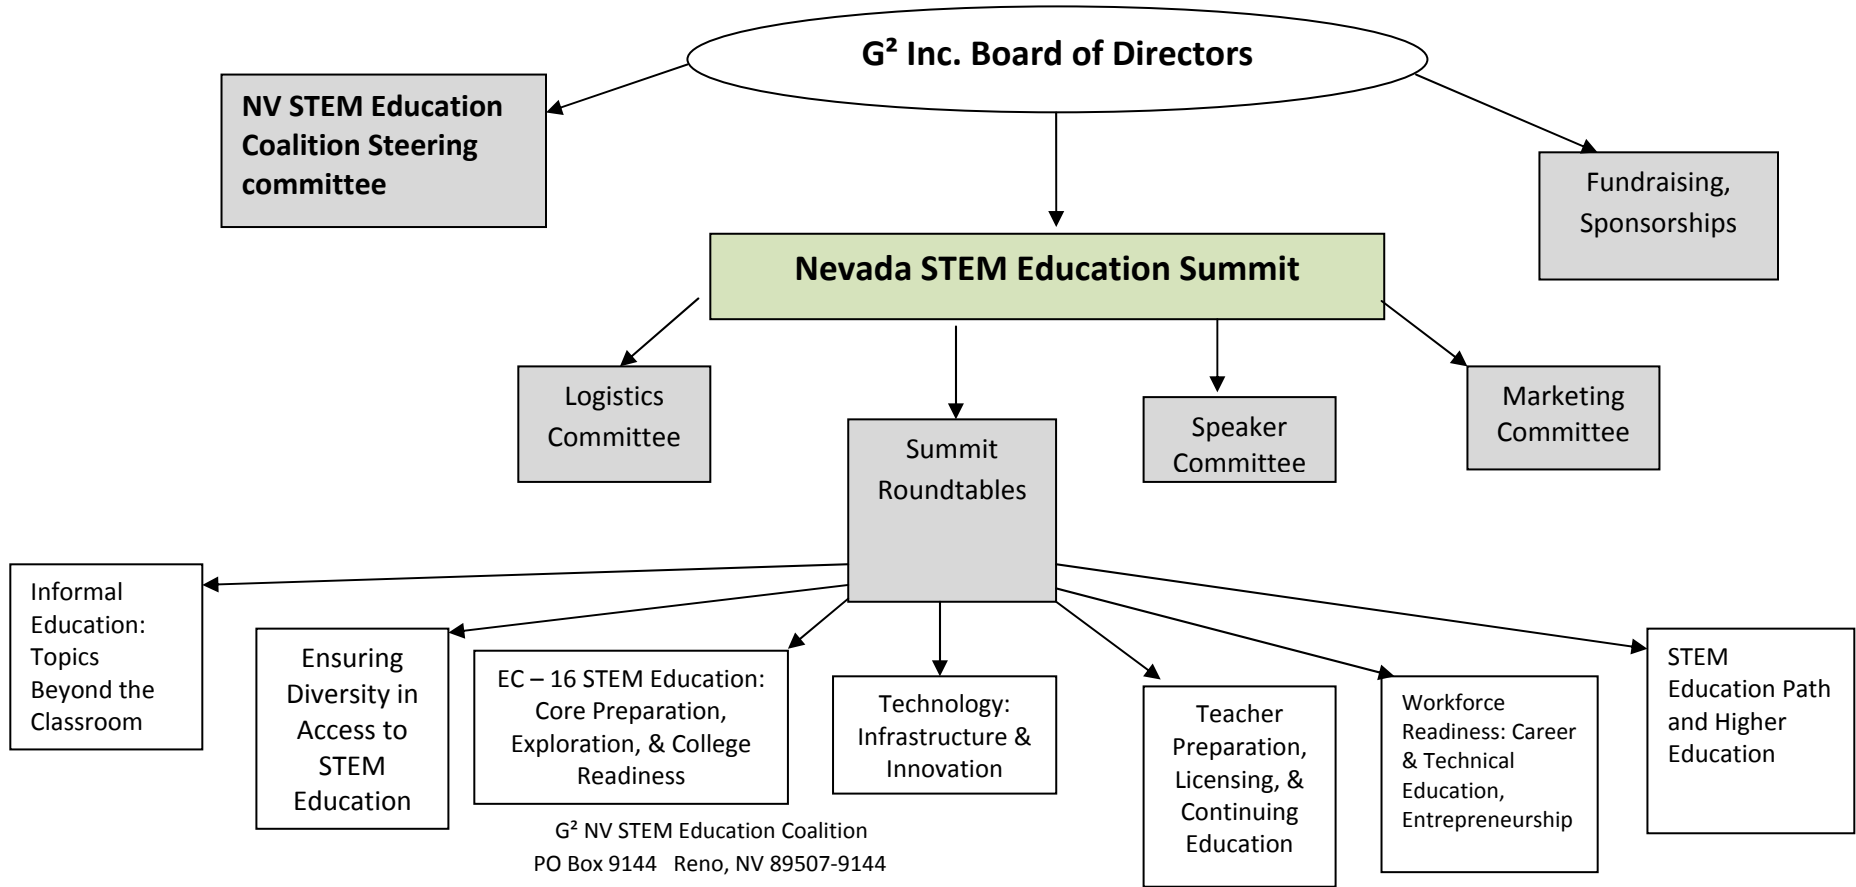 G² Inc. Board of Directors
NV STEM Education
Coalition Steering
committee
Fundraising,
Sponsorships
Nevada STEM Education Summit
Logistics
Committee
Summit
Roundtables
Speaker
Committee
Marketing
Committee
Informal
Education:
Topics
Beyond the
Classroom
Ensuring
Diversity in
Access to
STEM
Education
EC – 16 STEM Education:
Core Preparation,
Exploration, & College
Readiness
Technology:
Infrastructure &
Innovation
Teacher
Preparation,
Licensing, &
Continuing
Education
Workforce
Readiness: Career
& Technical
Education,
Entrepreneurship
STEM
Education Path
and Higher
Education
G² NV STEM Education Coalition
PO Box 9144 Reno, NV 89507-9144